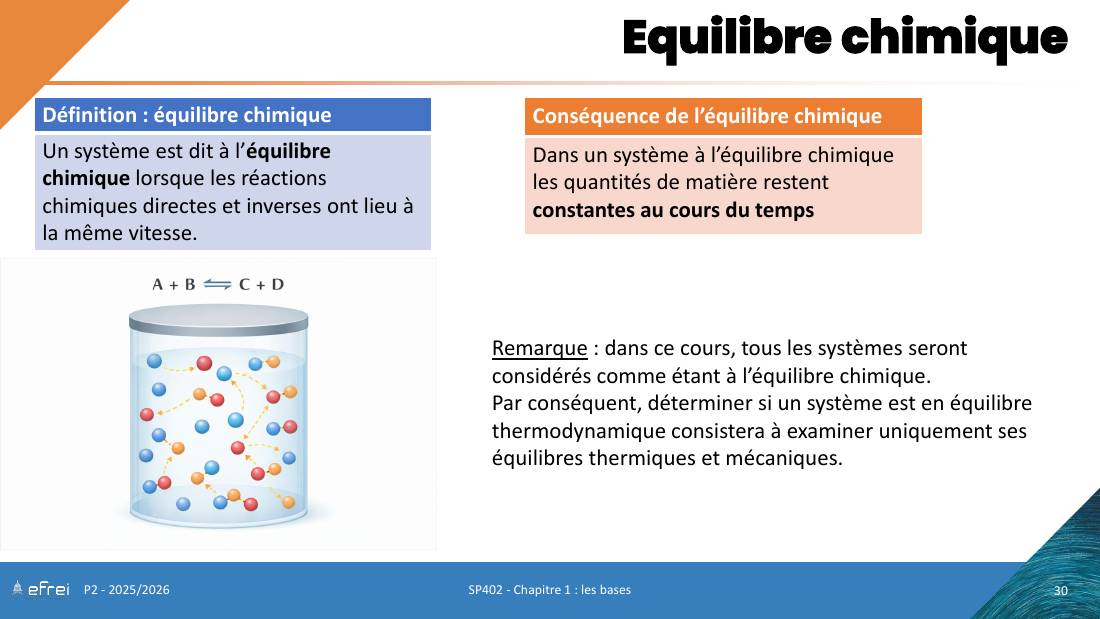 Equilibre chimique
Définition : équilibre chimique
Un système est dit à l’équilibre
chimique lorsque les réactions
chimiques directes et inverses ont lieu à
la même vitesse.
Conséquence de l’équilibre chimique
Dans un système à l’équilibre chimique
les quantités de matière restent
constantes au cours du temps
A + B ⇌ C + D
Remarque : dans ce cours, tous les systèmes seront
considérés comme étant à l’équilibre chimique.
Par conséquent, déterminer si un système est en équilibre
thermodynamique consistera à examiner uniquement ses
équilibres thermiques et mécaniques.
efrei P2 - 2025/2026
SP402 - Chapitre 1 : les bases
30